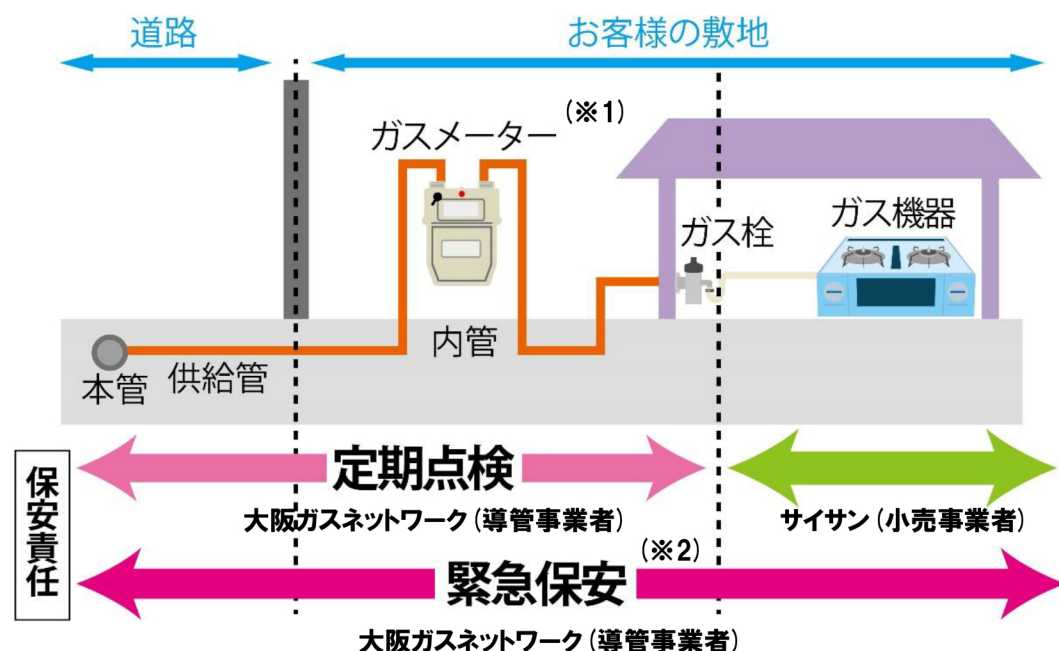 道路
お客様の敷地
ガスメーター(※1)
ガス栓
ガス機器
内管
供給管
本管
保安責任
定期点検
大阪ガスネットワーク(導管事業者)
サイサン(小売事業者)
緊急保安(※2)
大阪ガスネットワーク(導管事業者)